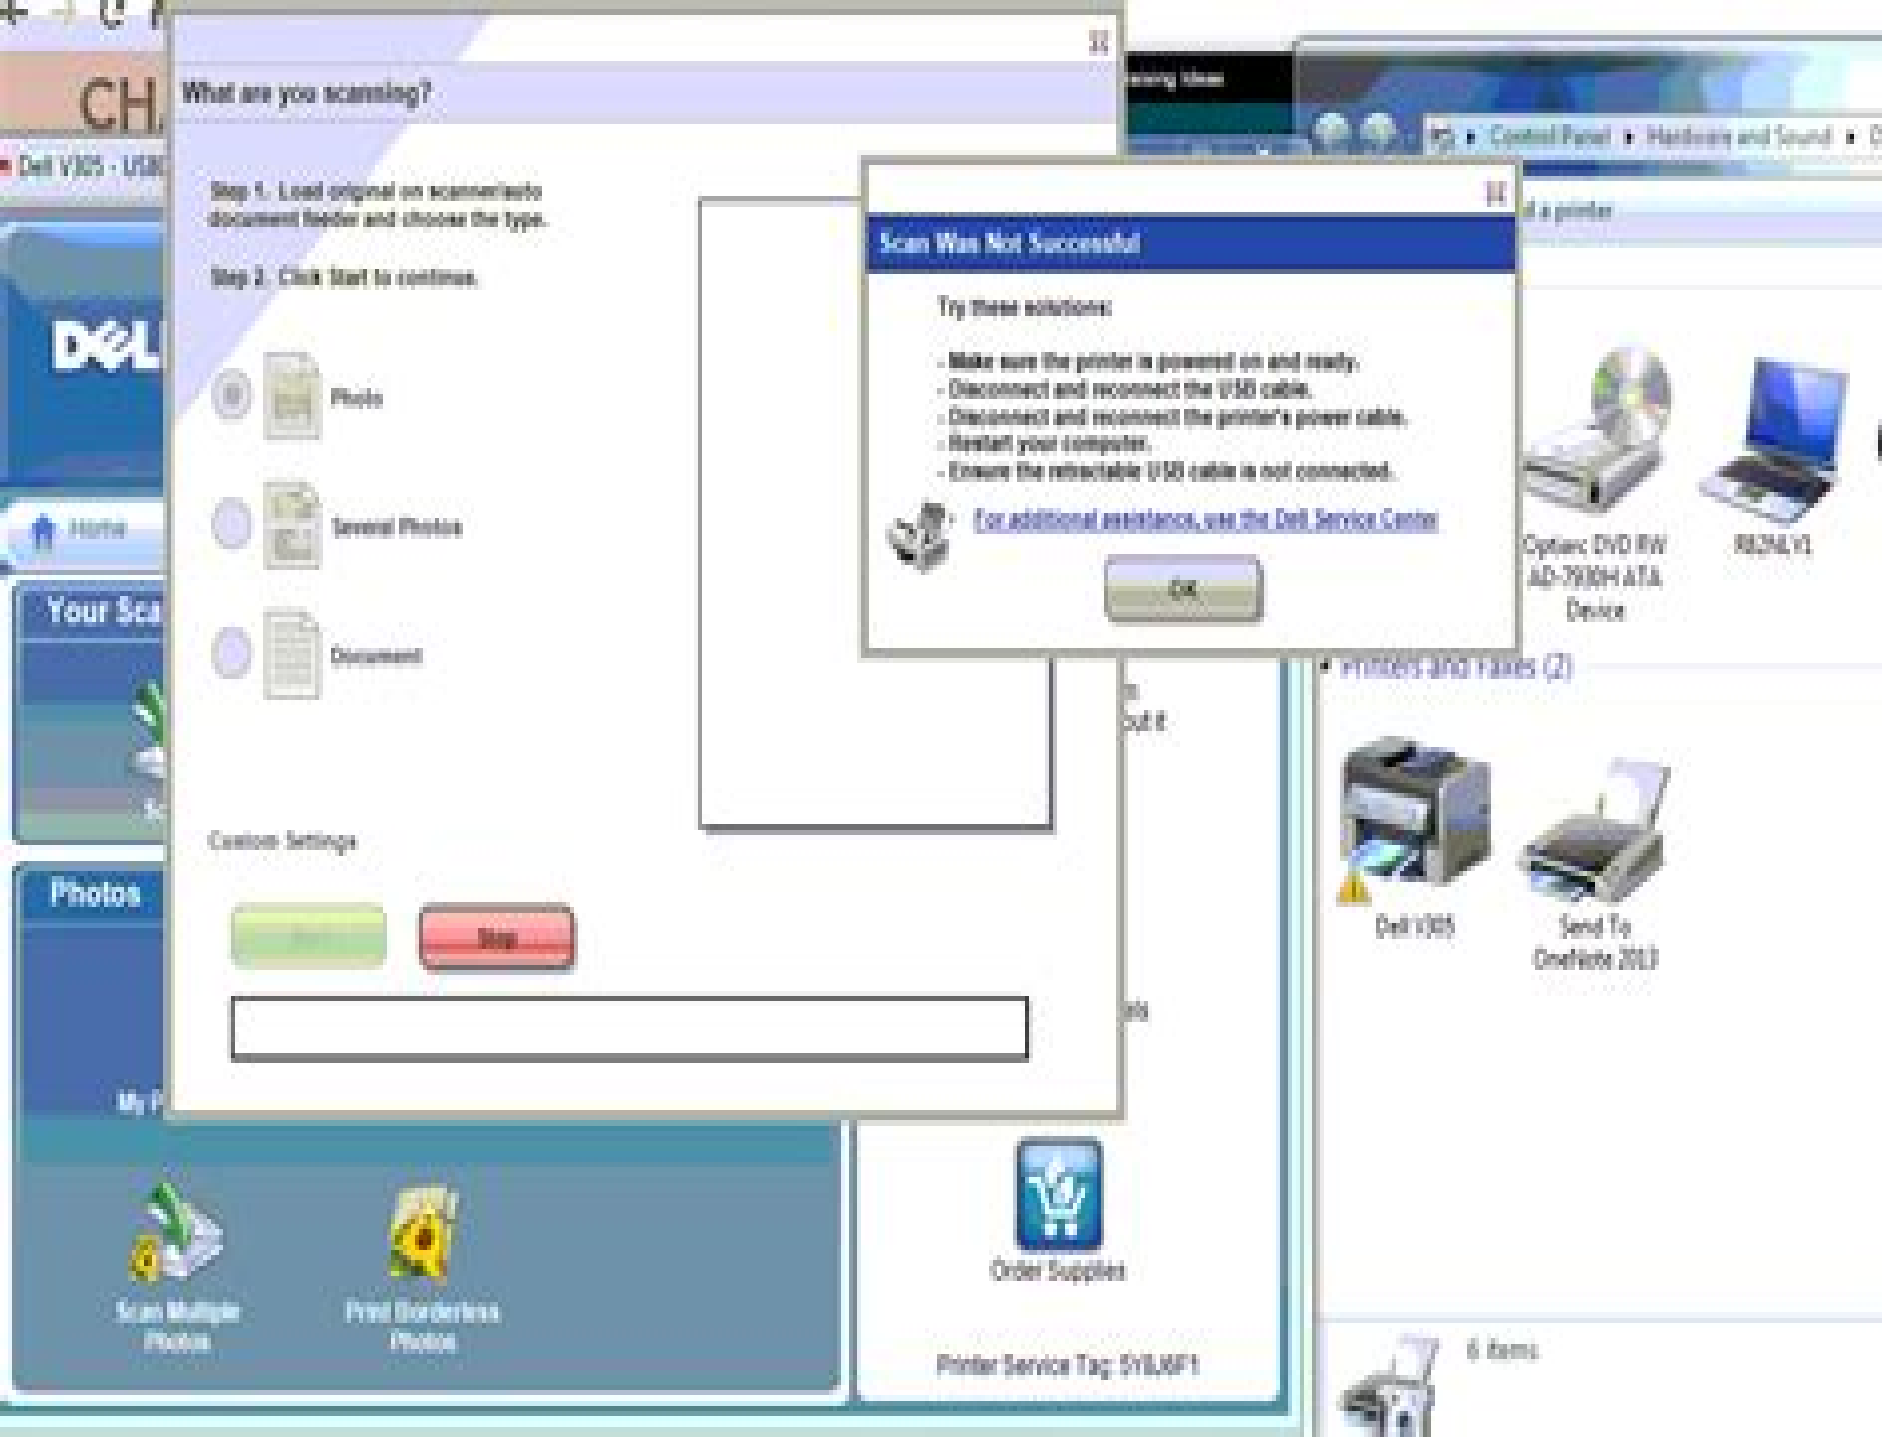 CH
What are you scanning?
Control Panel ▸ Hardware and Sound ▸
Dell V305 - USB
Step 1. Load original on scanner/auto
document feeder and choose the type.
of a printer
Scan Was Not Successful
Step 2. Click Start to continue.
Try these solutions:
- Make sure the printer is powered on and ready.
- Disconnect and reconnect the USB cable.
- Disconnect and reconnect the printer's power cable.
- Restart your computer.
- Ensure the retractable USB cable is not connected.
For additional assistance, use the Dell Service Center
OK
DELL
Photo
Home
Several Photos
Optiarc DVD RW
AD-7930H ATA
Device
Your Sca
Document
Printers and Faxes (2)
out it
Custom Settings
Photos
Dell V305
Send To
OneNote 2013
Start
Stop
My P
Order Supplies
Scan Multiple
Photos
Print Borderless
Photos
Printer Service Tag:
6 items